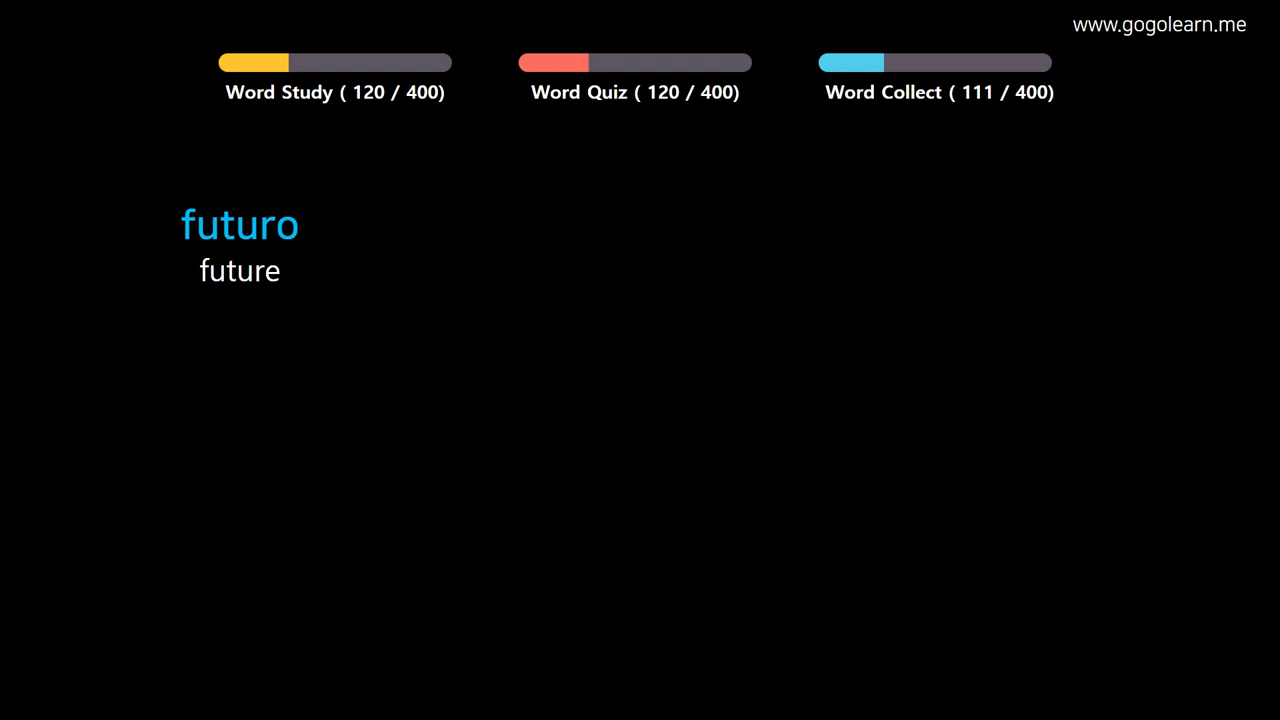 www.gogolearn.me
Word Study ( 120 / 400)
Word Quiz ( 120 / 400)
Word Collect ( 111 / 400)
futuro
future